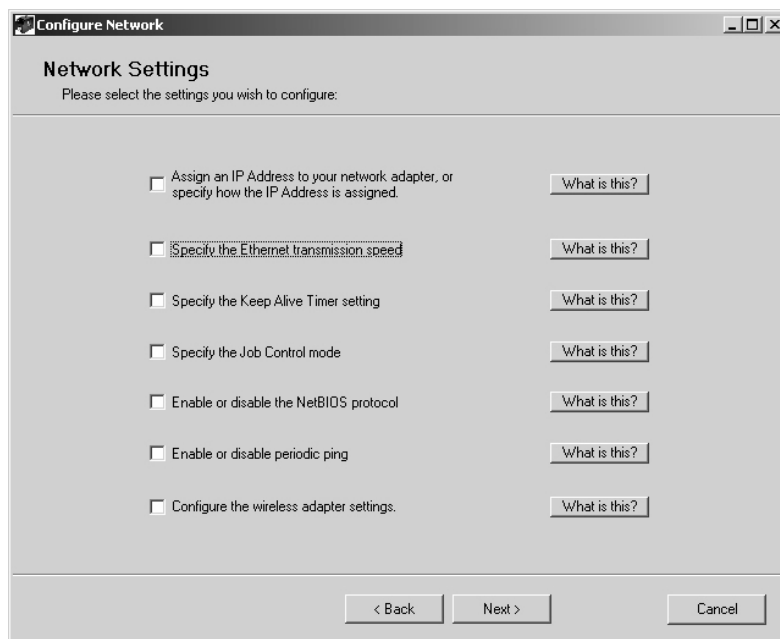 Configure Network
Network Settings
Please select the settings you wish to configure:
Assign an IP Address to your network adapter, or
specify how the IP Address is assigned.
What is this?
Specify the Ethernet transmission speed
What is this?
Specify the Keep Alive Timer setting
What is this?
Specify the Job Control mode
What is this?
Enable or disable the NetBIOS protocol
What is this?
Enable or disable periodic ping
What is this?
Configure the wireless adapter settings.
What is this?
< Back
Next >
Cancel